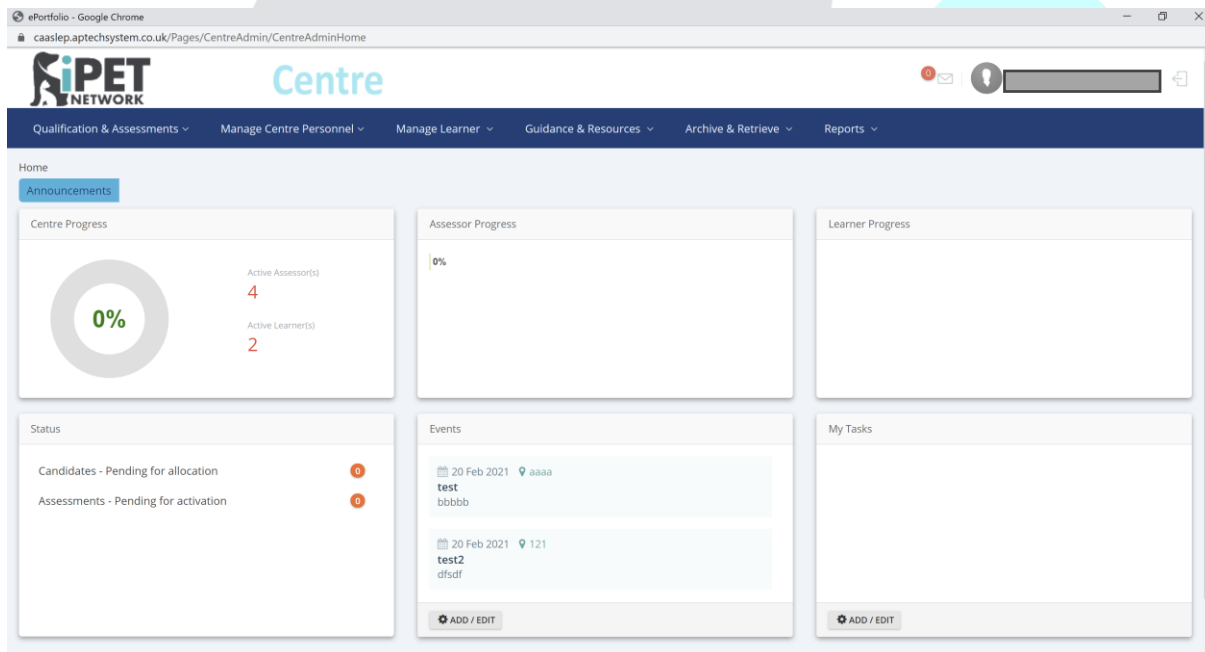 ePortfolio - Google Chrome
caaslep.aptechsystem.co.uk/Pages/CentreAdmin/CentreAdminHome
iPET
NETWORK
Centre
0
Qualification & Assessments
Manage Centre Personnel
Manage Learner
Guidance & Resources
Archive & Retrieve
Reports
Home
Announcements
Centre Progress
0%
Active Assessor(s)
4
Active Learner(s)
2
Assessor Progress
0%
Learner Progress
Status
Candidates - Pending for allocation 0
Assessments - Pending for activation 0
Events
20 Feb 2021 aaaa
test
bbbbb
20 Feb 2021 121
test2
dfsdf
ADD / EDIT
My Tasks
ADD / EDIT